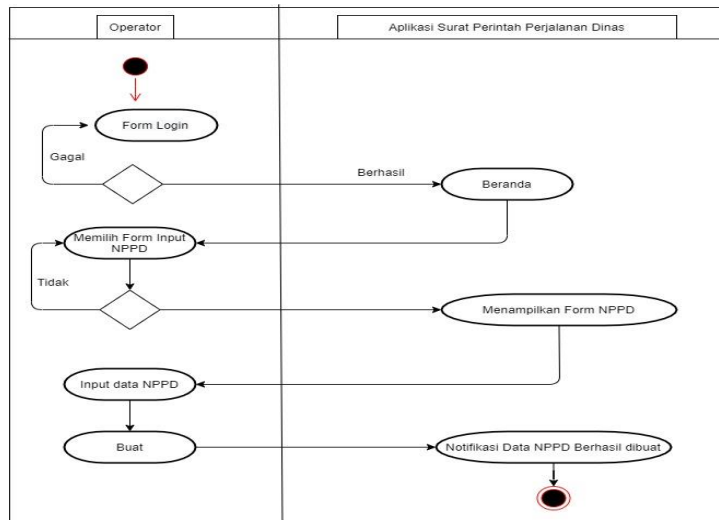 Operator
Aplikasi Surat Perintah Perjalanan Dinas
Form Login
Gagal
Berhasil
Beranda
Memilih Form Input
NPPD
Tidak
Menampilkan Form NPPD
Input data NPPD
Buat
Notifikasi Data NPPD Berhasil dibuat